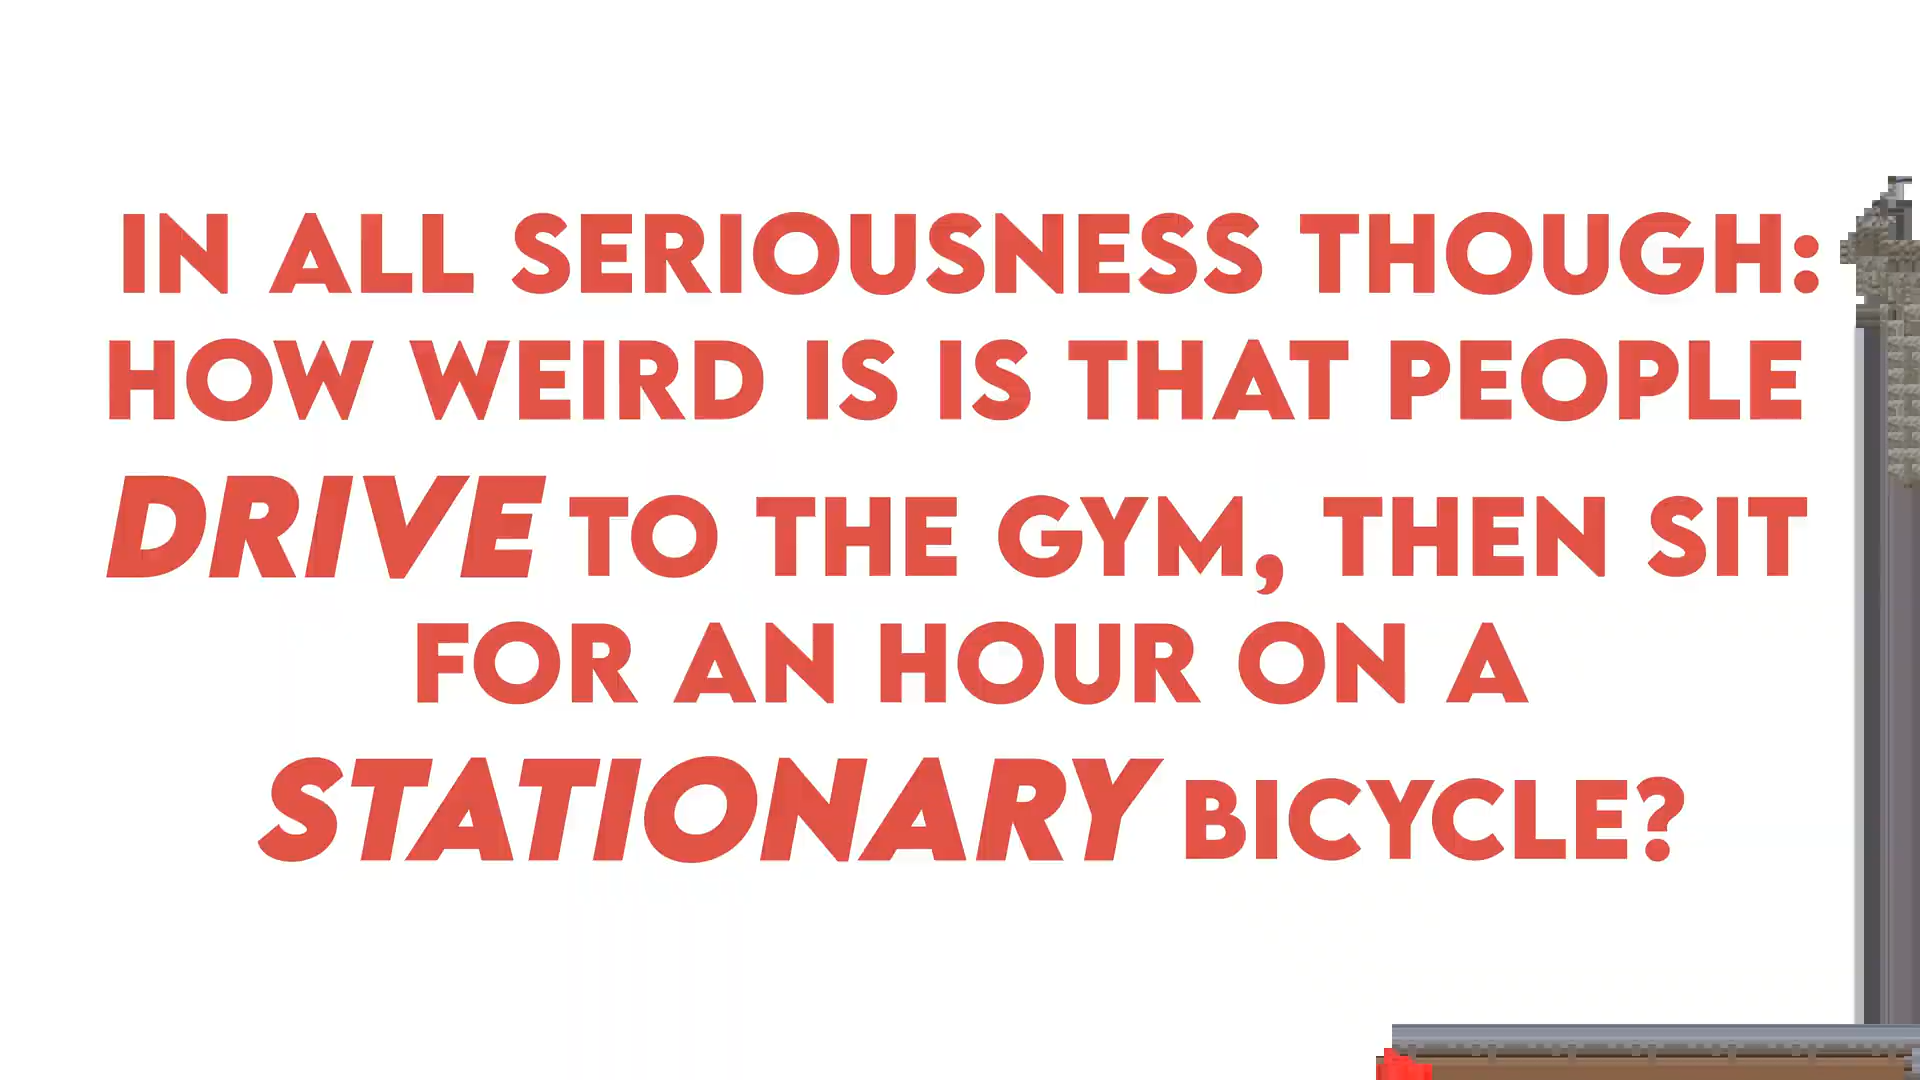 IN ALL SERIOUSNESS THOUGH:
HOW WEIRD IS IS THAT PEOPLE
DRIVE TO THE GYM, THEN SIT
FOR AN HOUR ON A
STATIONARY BICYCLE?